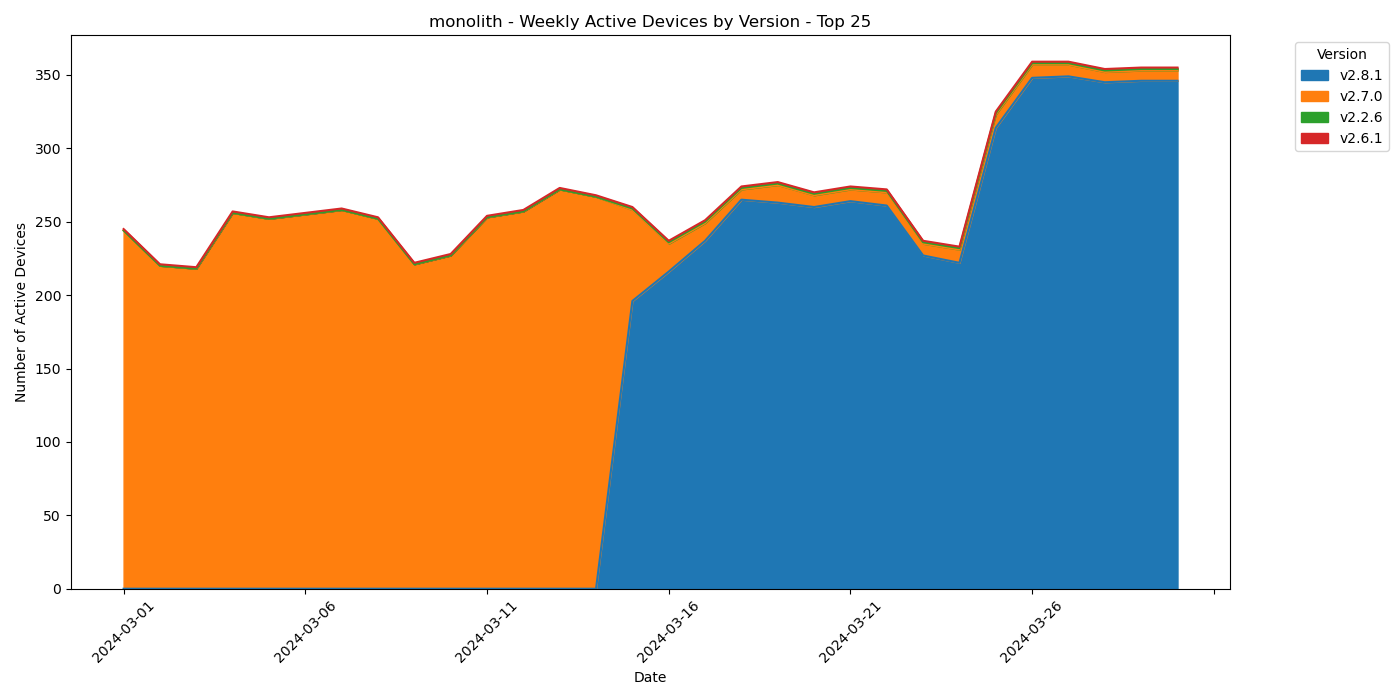 monolith - Weekly Active Devices by Version - Top 25
Number of Active Devices
350
300
250
200
150
100
50
0
2024-03-01
2024-03-06
2024-03-11
2024-03-16
2024-03-21
2024-03-26
Date
Version
v2.8.1
v2.7.0
v2.2.6
v2.6.1